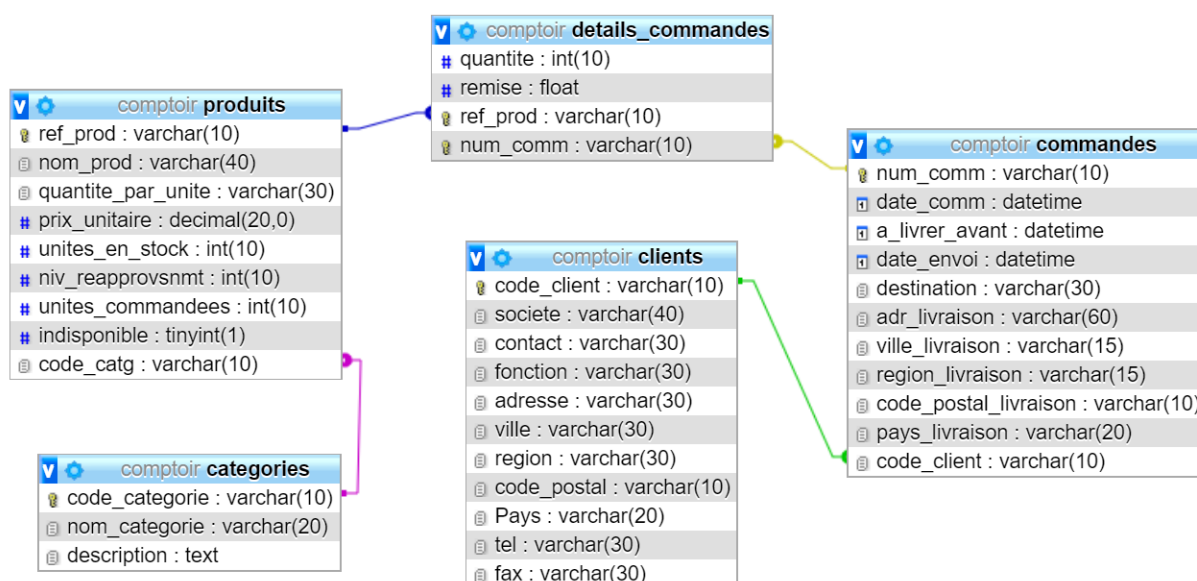 comptoir produits
ref_prod : varchar(10)
nom_prod : varchar(40)
quantite_par_unite : varchar(30)
prix_unitaire : decimal(20,0)
unites_en_stock : int(10)
niv_reapprovsnmt : int(10)
unites_commandees : int(10)
indisponible : tinyint(1)
code_catg : varchar(10)
comptoir categories
code_categorie : varchar(10)
nom_categorie : varchar(20)
description : text
comptoir details_commandes
quantite : int(10)
remise : float
ref_prod : varchar(10)
num_comm : varchar(10)
comptoir clients
code_client : varchar(10)
societe : varchar(40)
contact : varchar(30)
fonction : varchar(30)
adresse : varchar(30)
ville : varchar(30)
region : varchar(30)
code_postal : varchar(10)
Pays : varchar(20)
tel : varchar(30)
fax : varchar(30)
comptoir commandes
num_comm : varchar(10)
date_comm : datetime
a_livrer_avant : datetime
date_envoi : datetime
destination : varchar(30)
adr_livraison : varchar(60)
ville_livraison : varchar(15)
region_livraison : varchar(15)
code_postal_livraison : varchar(10)
pays_livraison : varchar(20)
code_client : varchar(10)